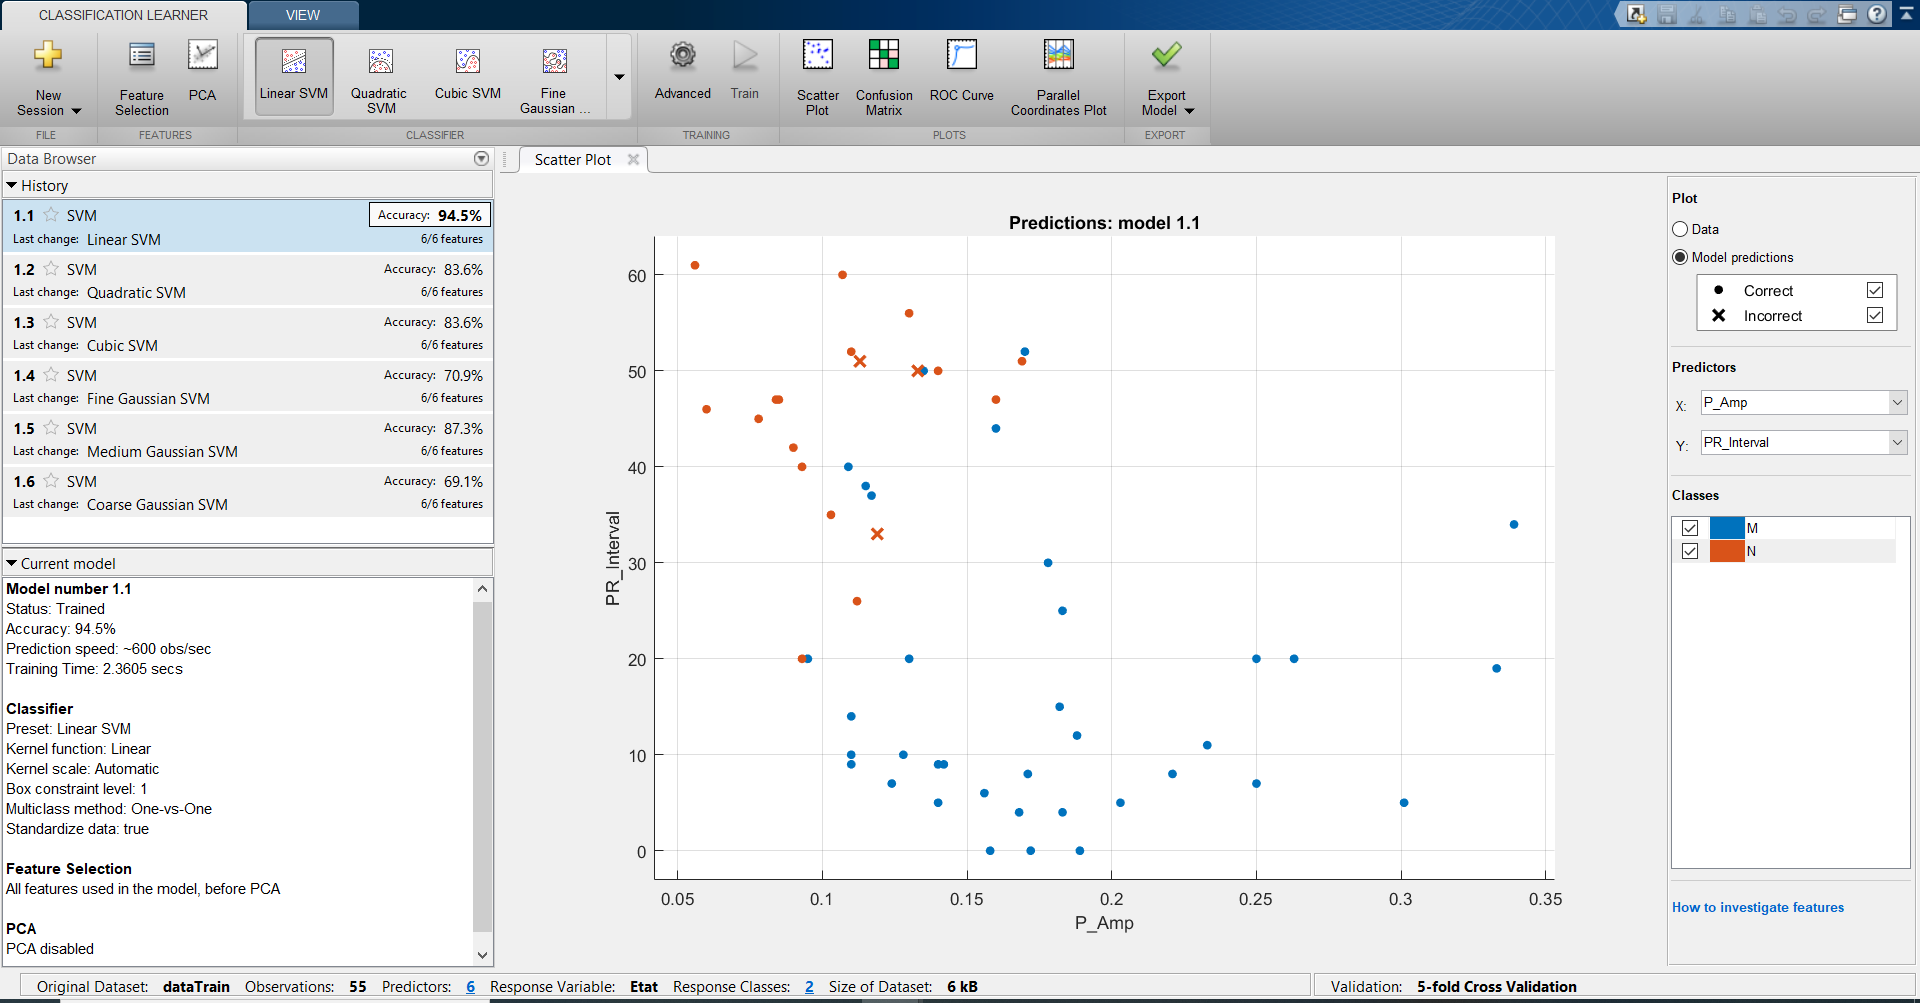 CLASSIFICATION LEARNER
VIEW
New
Session
Feature
Selection
PCA
Linear SVM
Quadratic
SVM
Cubic SVM
Fine
Gaussian ...
Advanced
Train
Scatter
Plot
Confusion
Matrix
ROC Curve
Parallel
Coordinates Plot
Export
Model
FILE
FEATURES
CLASSIFIER
TRAINING
PLOTS
EXPORT
Data Browser
History
1.1 SVM Accuracy: 94.5%
Last change: Linear SVM 6/6 features
1.2 SVM Accuracy: 83.6%
Last change: Quadratic SVM 6/6 features
1.3 SVM Accuracy: 83.6%
Last change: Cubic SVM 6/6 features
1.4 SVM Accuracy: 70.9%
Last change: Fine Gaussian SVM 6/6 features
1.5 SVM Accuracy: 87.3%
Last change: Medium Gaussian SVM 6/6 features
1.6 SVM Accuracy: 69.1%
Last change: Coarse Gaussian SVM 6/6 features
Current model
Model number 1.1
Status: Trained
Accuracy: 94.5%
Prediction speed: ~600 obs/sec
Training Time: 2.3605 secs
Classifier
Preset: Linear SVM
Kernel function: Linear
Kernel scale: Automatic
Box constraint level: 1
Multiclass method: One-vs-One
Standardize data: true
Feature Selection
All features used in the model, before PCA
PCA
PCA disabled
Scatter Plot
Predictions: model 1.1
60
50
40
30
20
10
0
PR_Interval
0.05 0.1 0.15 0.2 0.25 0.3 0.35
P_Amp
Plot
Data
Model predictions
Correct
Incorrect
Predictors
X: P_Amp
Y: PR_Interval
Classes
M
N
How to investigate features
Original Dataset: dataTrain Observations: 55 Predictors: 6 Response Variable: Etat Response Classes: 2 Size of Dataset: 6 kB
Validation: 5-fold Cross Validation